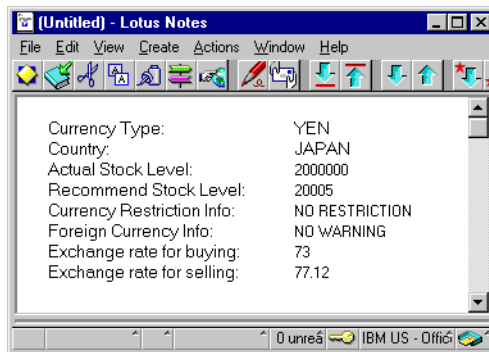 (Untitled) - Lotus Notes
File Edit View Create Actions Window Help
Currency Type: YEN
Country: JAPAN
Actual Stock Level: 2000000
Recommend Stock Level: 20005
Currency Restriction Info: NO RESTRICTION
Foreign Currency Info: NO WARNING
Exchange rate for buying: 73
Exchange rate for selling: 77.12
0 unreá IBM US - Offici